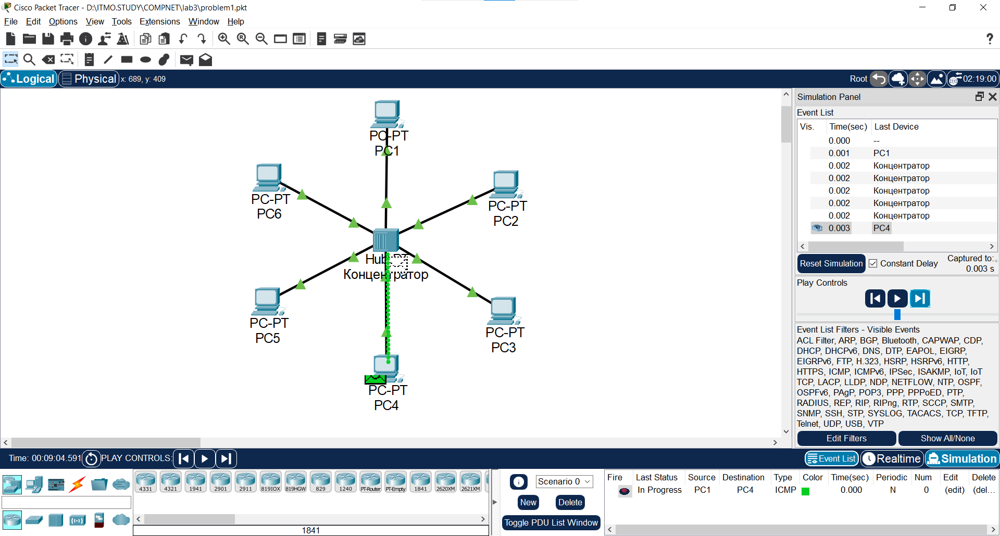 Cisco Packet Tracer - D:\ITMO.STUDY\COMPNET\lab3\problem1.pkt
File Edit Options View Tools Extensions Window Help
?
Logical Physical x: 689, y: 409 Root 02:19:00
PC-PT
PC1
PC-PT
PC6
PC-PT
PC2
Hub-PT
Концентратор
PC-PT
PC5
PC-PT
PC3
PC-PT
PC4
Simulation Panel
Event List
Vis. Time(sec) Last Device
0.000 --
0.001 PC1
0.002 Концентратор
0.002 Концентратор
0.002 Концентратор
0.002 Концентратор
0.002 Концентратор
0.003 PC4
Reset Simulation Constant Delay Captured to:
0.003 s
Play Controls
Event List Filters - Visible Events
ACL Filter, ARP, BGP, Bluetooth, CAPWAP, CDP,
DHCP, DHCPv6, DNS, DTP, EAPOL, EIGRP,
EIGRPv6, FTP, H.323, HSRP, HSRPv6, HTTP,
HTTPS, ICMP, ICMPv6, IPSec, ISAKMP, IoT, IoT
TCP, LACP, LLDP, NDP, NETFLOW, NTP, OSPF,
OSPFv6, PAgP, POP3, PPP, PPPoED, PTP,
RADIUS, REP, RIP, RIPng, RTP, SCCP, SMTP,
SNMP, SSH, STP, SYSLOG, TACACS, TCP, TFTP,
Telnet, UDP, USB, VTP
Edit Filters Show All/None
Time: 00:09:04.591 PLAY CONTROLS: Event List Realtime Simulation
4331 4321 1941 2901 2911 819IOX 819HGW 829 1240 PT-Router PT-Empty 1841 2620XM 2621XM
1841
Scenario 0
New Delete
Toggle PDU List Window
Fire Last Status Source Destination Type Color Time(sec) Periodic Num Edit Delete
In Progress PC1 PC4 ICMP 0.000 N 0 (edit) (del...